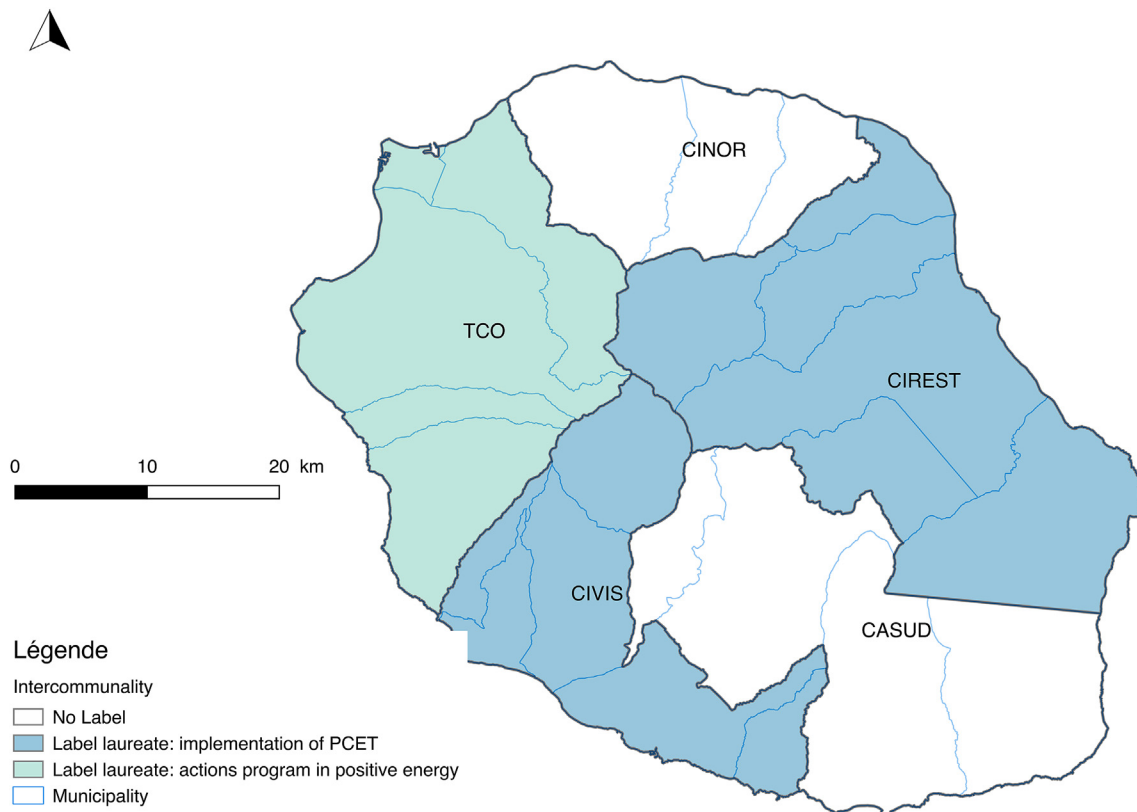 CINOR
TCO
CIREST
0 10 20 km
CIVIS
CASUD
Légende
Intercommunality
No Label
Label laureate: implementation of PCET
Label laureate: actions program in positive energy
Municipality